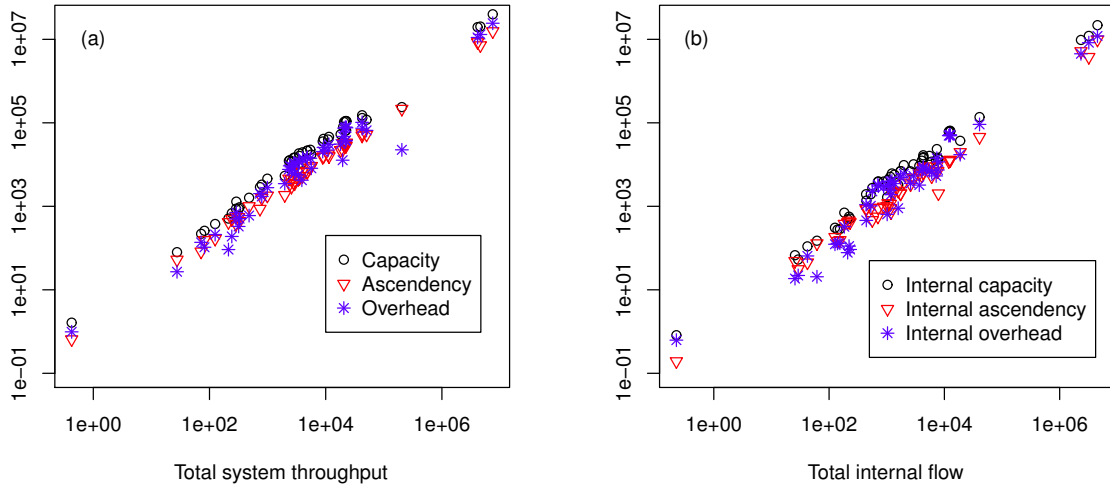 (a)
1e+07
1e+05
1e+03
1e+01
1e−01
Capacity
Ascendency
Overhead
1e+00 1e+02 1e+04 1e+06
Total system throughput
(b)
1e+07
1e+05
1e+03
1e+01
1e−01
Internal capacity
Internal ascendency
Internal overhead
1e+00 1e+02 1e+04 1e+06
Total internal flow